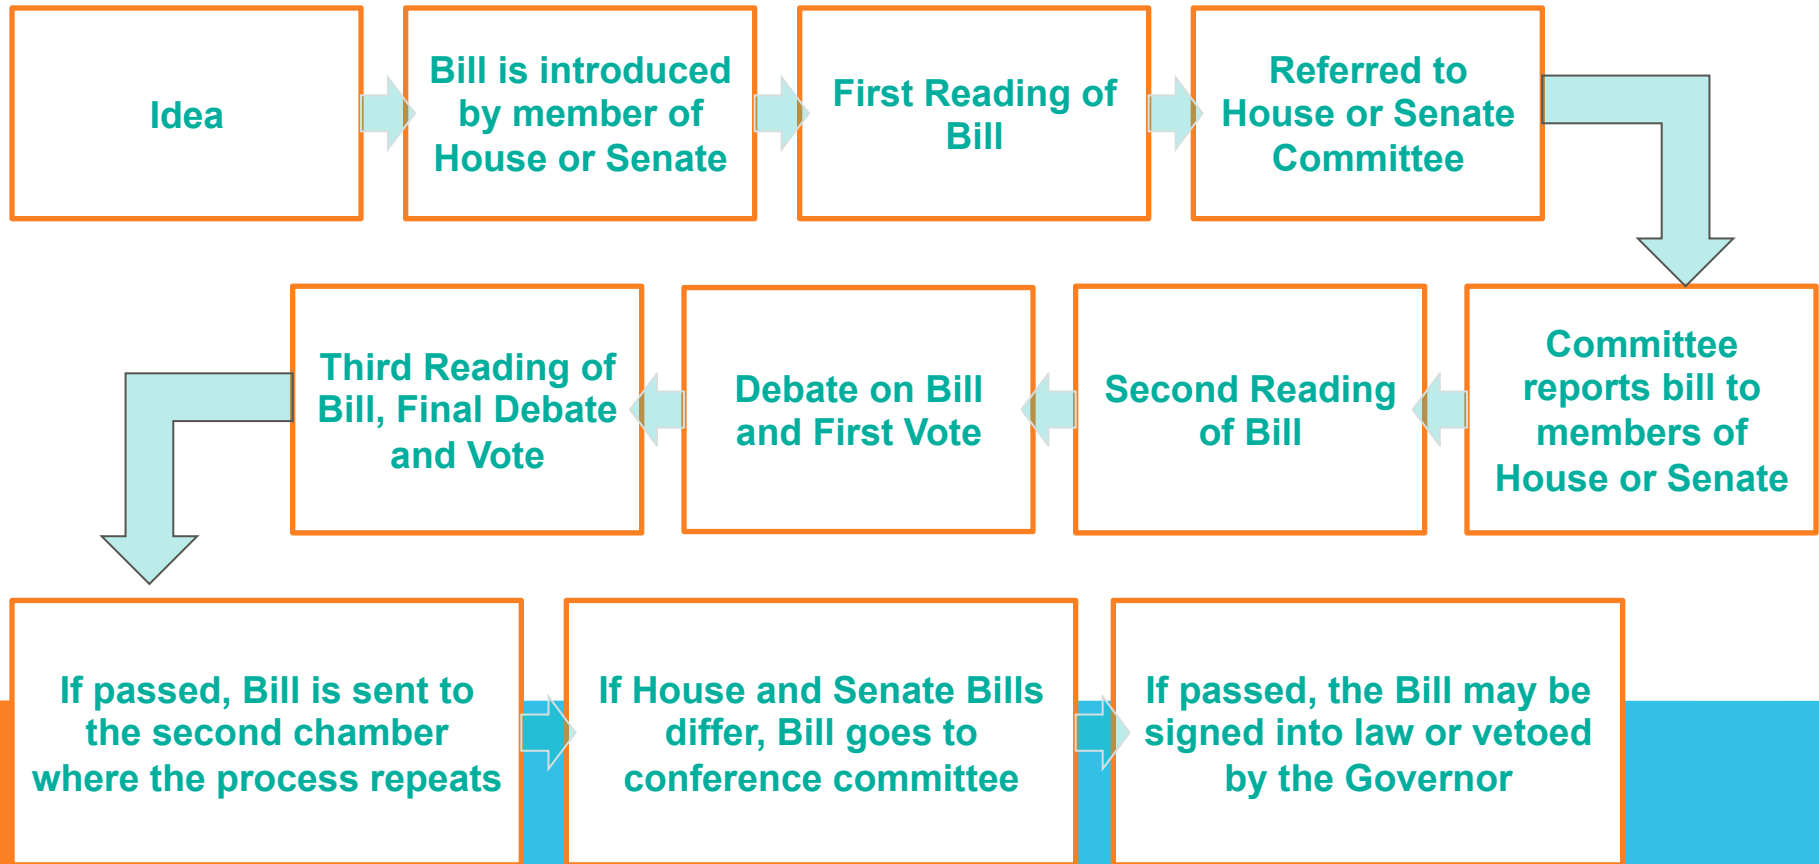 Idea
Bill is introduced
by member of
House or Senate
First Reading of
Bill
Referred to
House or Senate
Committee
Committee
reports bill to
members of
House or Senate
Second Reading
of Bill
Debate on Bill
and First Vote
Third Reading of
Bill, Final Debate
and Vote
If passed, Bill is sent to
the second chamber
where the process repeats
If House and Senate Bills
differ, Bill goes to
conference committee
If passed, the Bill may be
signed into law or vetoed
by the Governor